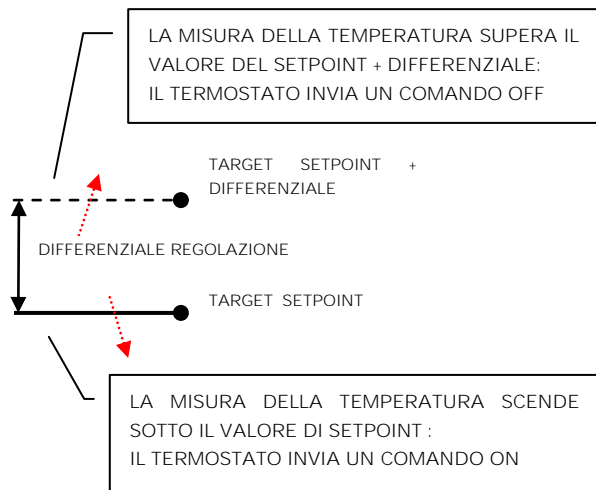 LA MISURA DELLA TEMPERATURA SUPERA IL
VALORE DEL SETPOINT + DIFFERENZIALE:
IL TERMOSTATO INVIA UN COMANDO OFF
TARGET SETPOINT +
DIFFERENZIALE
DIFFERENZIALE REGOLAZIONE
TARGET SETPOINT
LA MISURA DELLA TEMPERATURA SCENDE
SOTTO IL VALORE DI SETPOINT :
IL TERMOSTATO INVIA UN COMANDO ON